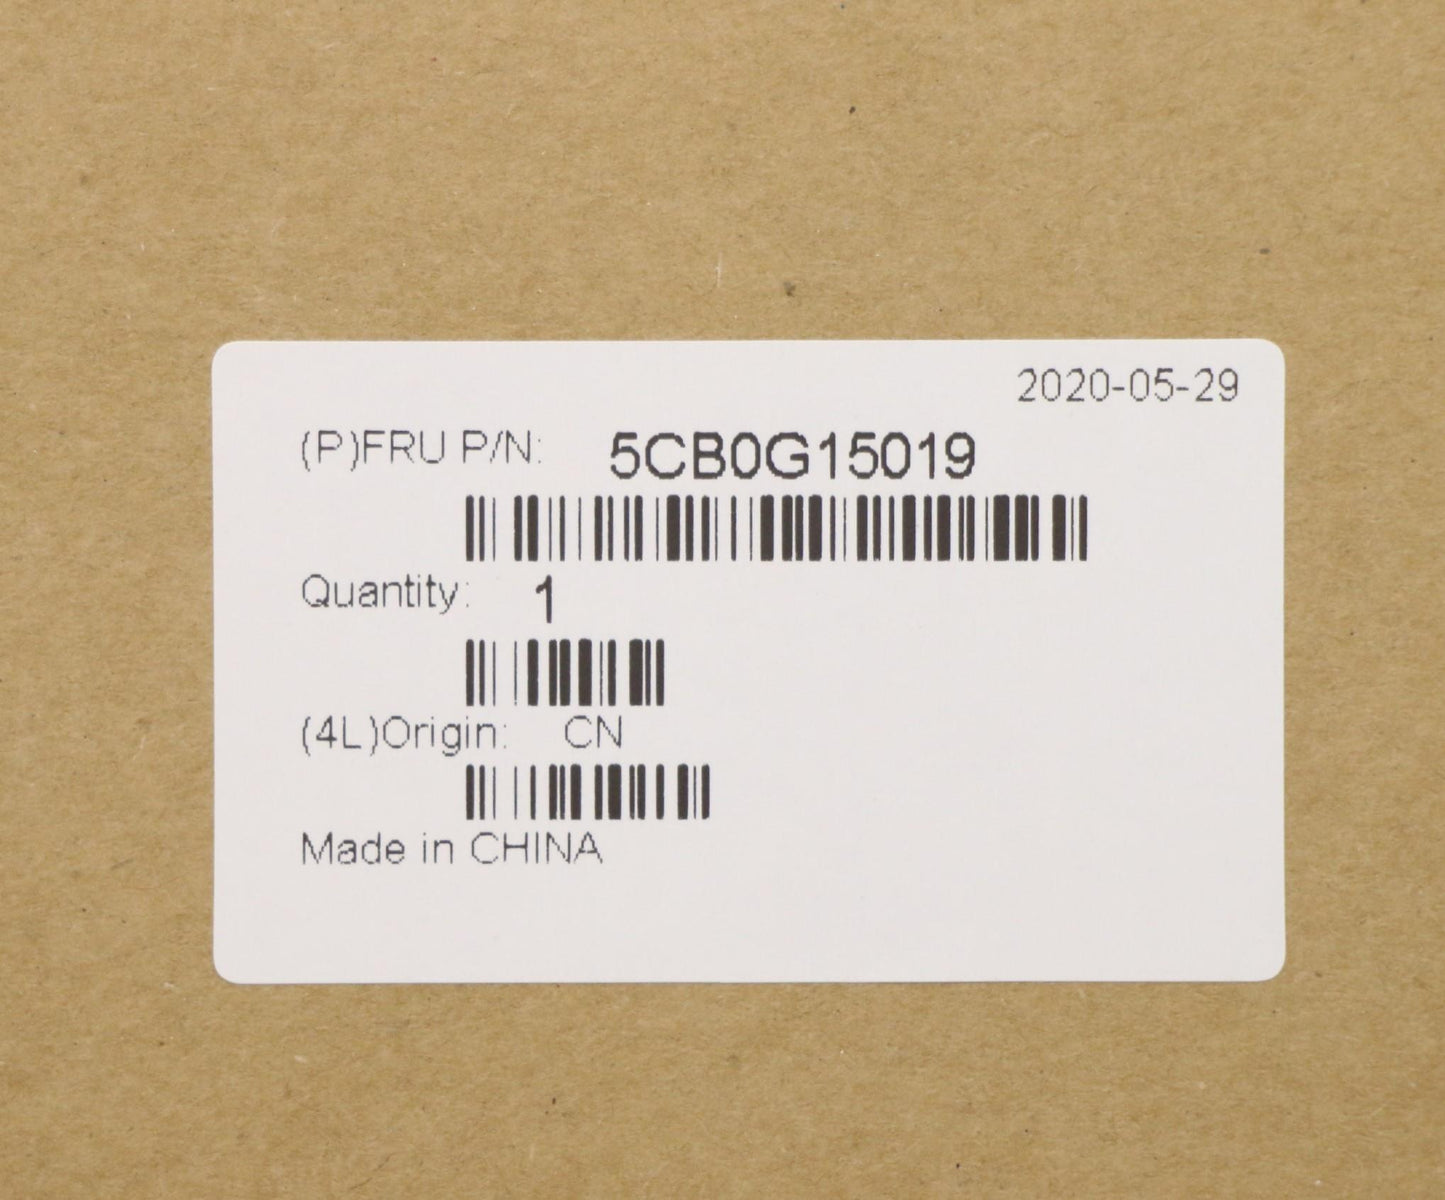 2020-05-29
(P)FRU P/N: 5CB0G15019
Quantity: 1
(4L)Origin: CN
Made in CHINA